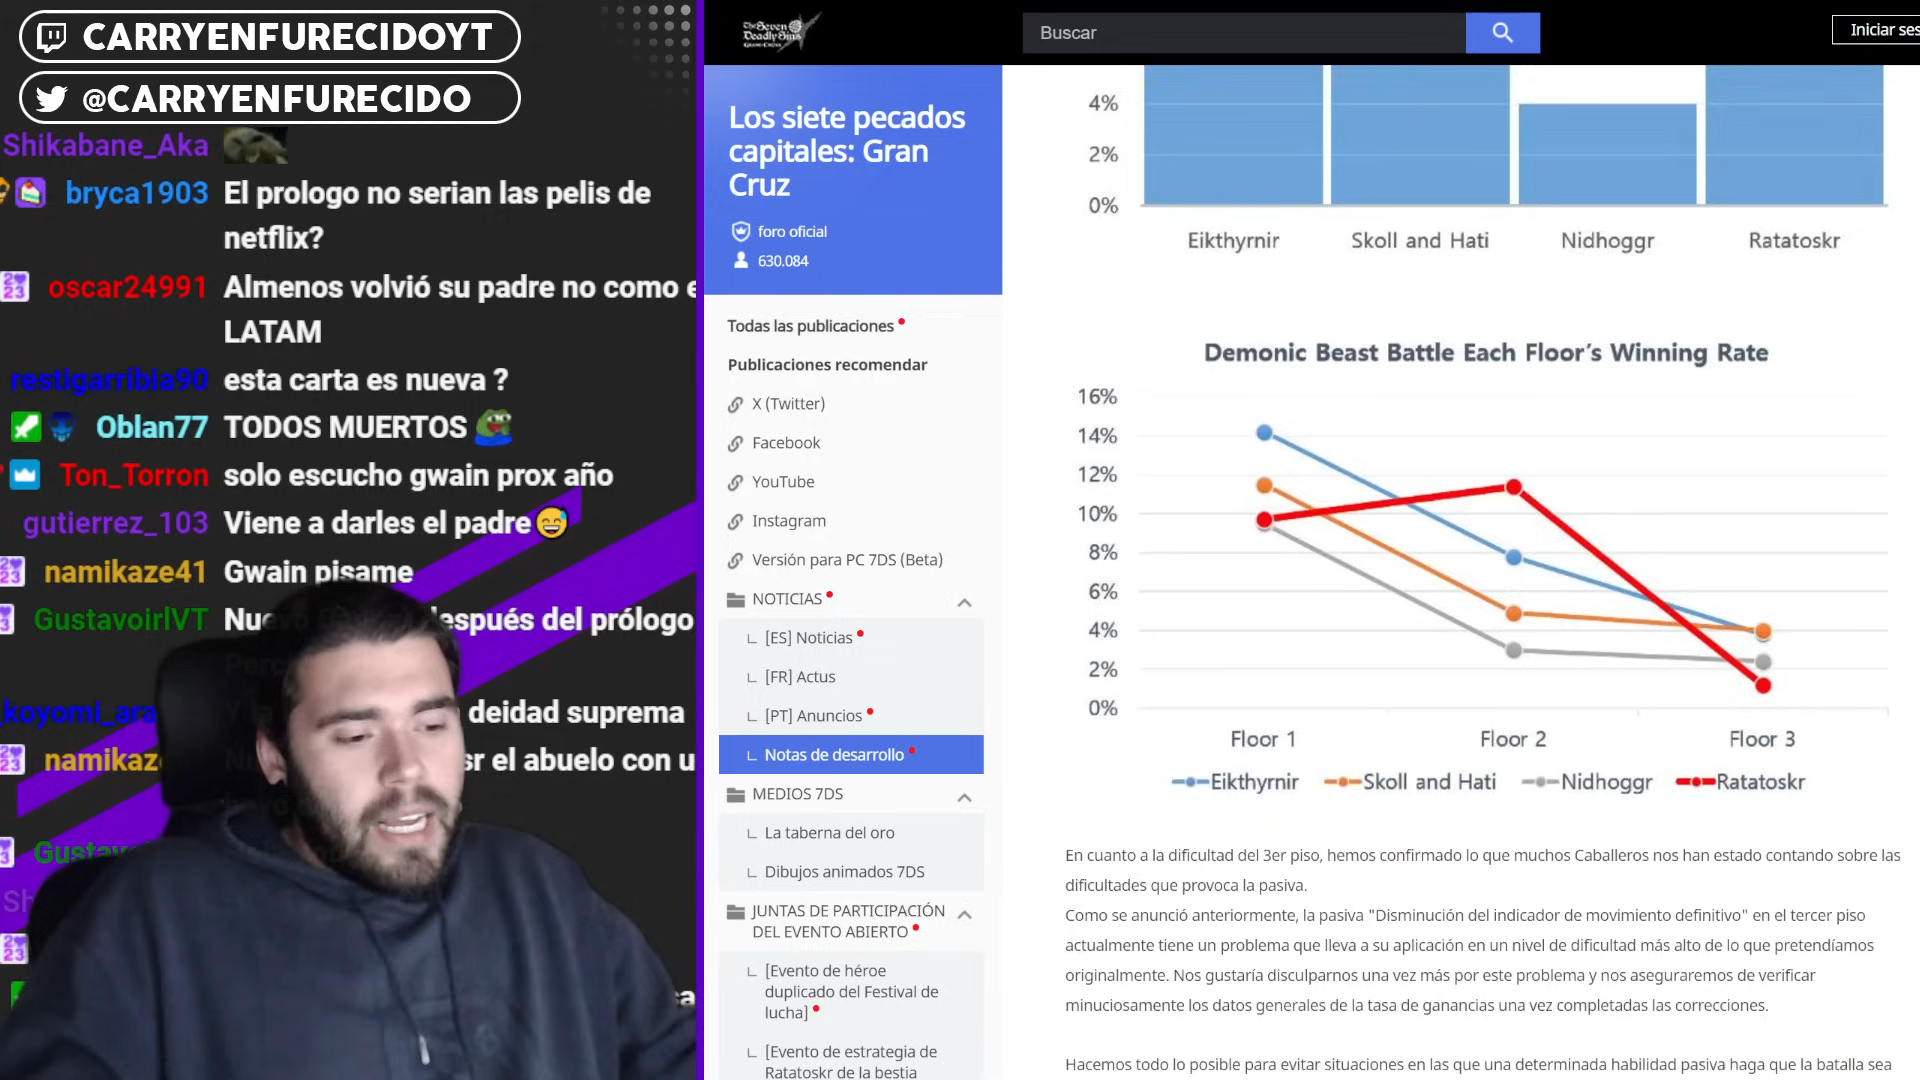 CARRYENFURECIDOYT
@CARRYENFURECIDO
Shikabane_Aka
bryca1903 El prologo no serian las pelis de
netflix?
oscar24991 Almenos volvió su padre no como e
LATAM
restigarribia90 esta carta es nueva ?
Oblan77 TODOS MUERTOS
Ton_Torron solo escucho gwain prox año
gutierrez_103 Viene a darles el padre
namikaze41 Gwain pisame
GustavoirlVT después del prólogo
koyomi_ara deidad suprema
namikaz sr el abuelo con u
Gustav
Sh
The Seven
Deadly Sins
GRAND CROSS
Buscar
Iniciar ses
Los siete pecados
capitales: Gran
Cruz
foro oficial
630.084
Todas las publicaciones
Publicaciones recomendar
X (Twitter)
Facebook
YouTube
Instagram
Versión para PC 7DS (Beta)
NOTICIAS
[ES] Noticias
[FR] Actus
[PT] Anuncios
Notas de desarrollo
MEDIOS 7DS
La taberna del oro
Dibujos animados 7DS
JUNTAS DE PARTICIPACIÓN
DEL EVENTO ABIERTO
[Evento de héroe
duplicado del Festival de
lucha]
[Evento de estrategia de
Ratatoskr de la bestia
4%
2%
0%
Eikthyrnir Skoll and Hati Nidhoggr Ratatoskr
Demonic Beast Battle Each Floor's Winning Rate
16%
14%
12%
10%
8%
6%
4%
2%
0%
Floor 1 Floor 2 Floor 3
Eikthyrnir Skoll and Hati Nidhoggr Ratatoskr
En cuanto a la dificultad del 3er piso, hemos confirmado lo que muchos Caballeros nos han estado contando sobre las
dificultades que provoca la pasiva.
Como se anunció anteriormente, la pasiva "Disminución del indicador de movimiento definitivo" en el tercer piso
actualmente tiene un problema que lleva a su aplicación en un nivel de dificultad más alto de lo que pretendíamos
originalmente. Nos gustaría disculparnos una vez más por este problema y nos aseguraremos de verificar
minuciosamente los datos generales de la tasa de ganancias una vez completadas las correcciones.
Hacemos todo lo posible para evitar situaciones en las que una determinada habilidad pasiva haga que la batalla sea